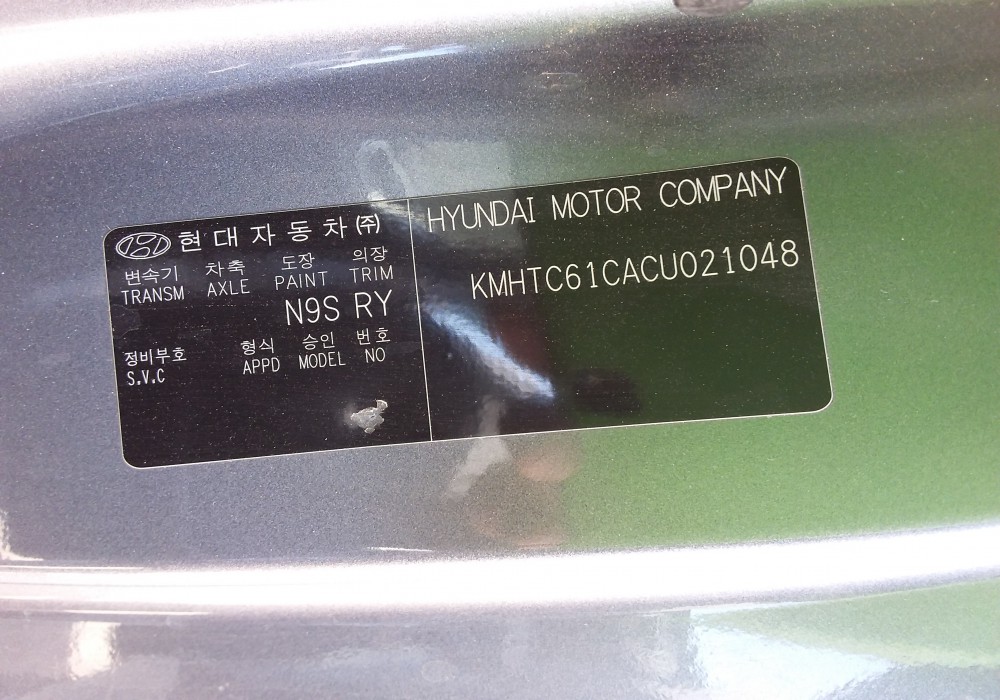 현대자동차㈜
변속기 차축 도장 의장
TRANSM AXLE PAINT TRIM
N9S RY
정비부호 형식 승인 번호
S.V.C APPD MODEL NO
HYUNDAI MOTOR COMPANY
KMHTC61CACU021048